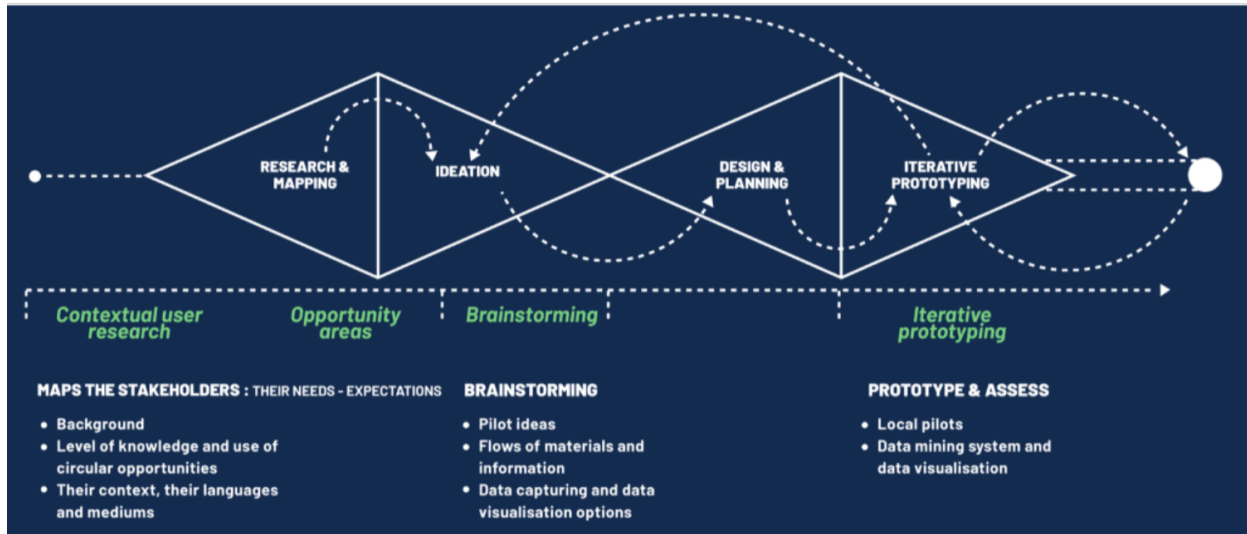 RESEARCH &
MAPPING
IDEATION
DESIGN &
PLANNING
ITERATIVE
PROTOTYPING
Contextual user
research
Opportunity
areas
Brainstorming
Iterative
prototyping
MAPS THE STAKEHOLDERS : THEIR NEEDS - EXPECTATIONS
• Background
• Level of knowledge and use of
circular opportunities
• Their context, their languages
and mediums
BRAINSTORMING
• Pilot ideas
• Flows of materials and
information
• Data capturing and data
visualisation options
PROTOTYPE & ASSESS
• Local pilots
• Data mining system and
data visualisation